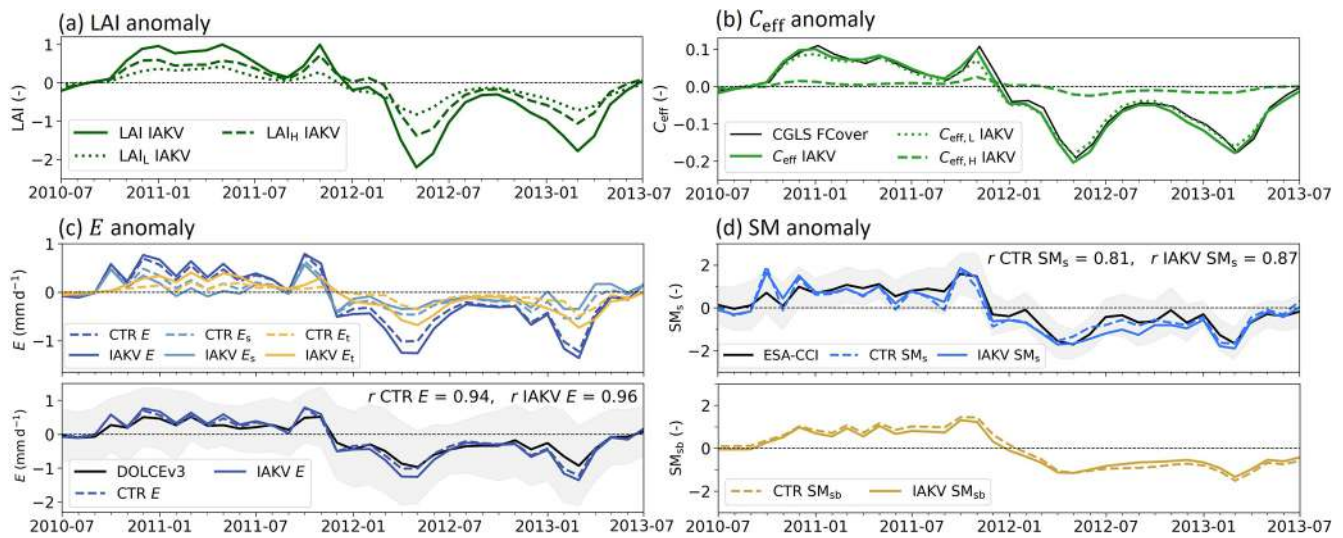 (a) LAI anomaly
LAI (-)
1
0
−1
−2
LAI IAKV
LAI_H IAKV
LAI_L IAKV
2010-07
2011-01
2011-07
2012-01
2012-07
2013-01
2013-07
(b) C_eff anomaly
C_eff (-)
0.1
0.0
−0.1
−0.2
CGLS FCover
C_eff,L IAKV
C_eff IAKV
C_eff,H IAKV
2010-07
2011-01
2011-07
2012-01
2012-07
2013-01
2013-07
(c) E anomaly
E (mm d⁻¹)
1
0
−1
CTR E
CTR E_s
CTR E_t
IAKV E
IAKV E_s
IAKV E_t
r CTR E = 0.94, r IAKV E = 0.96
E (mm d⁻¹)
1
0
−1
−2
DOLCEv3
IAKV E
CTR E
2010-07
2011-01
2011-07
2012-01
2012-07
2013-01
2013-07
(d) SM anomaly
r CTR SM_s = 0.81, r IAKV SM_s = 0.87
SM_s (-)
2
0
−2
ESA-CCI
CTR SM_s
IAKV SM_s
SM_sb (-)
2
0
−2
CTR SM_sb
IAKV SM_sb
2010-07
2011-01
2011-07
2012-01
2012-07
2013-01
2013-07